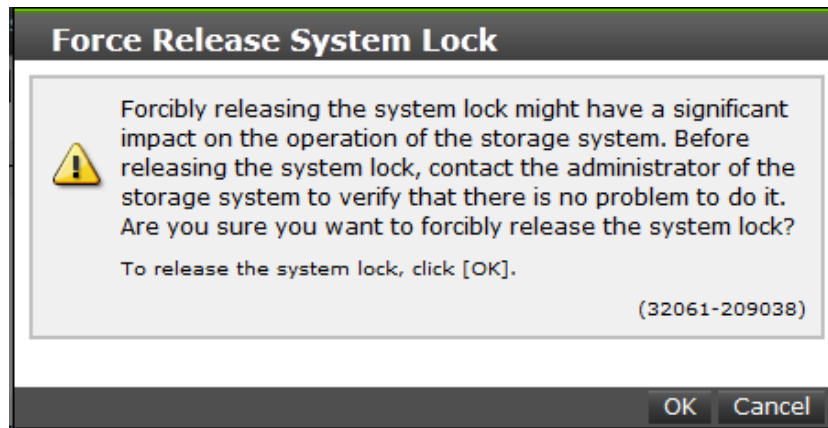 Force Release System Lock
Forcibly releasing the system lock might have a significant
impact on the operation of the storage system. Before
releasing the system lock, contact the administrator of the
storage system to verify that there is no problem to do it.
Are you sure you want to forcibly release the system lock?
To release the system lock, click [OK].
(32061-209038)
OK Cancel